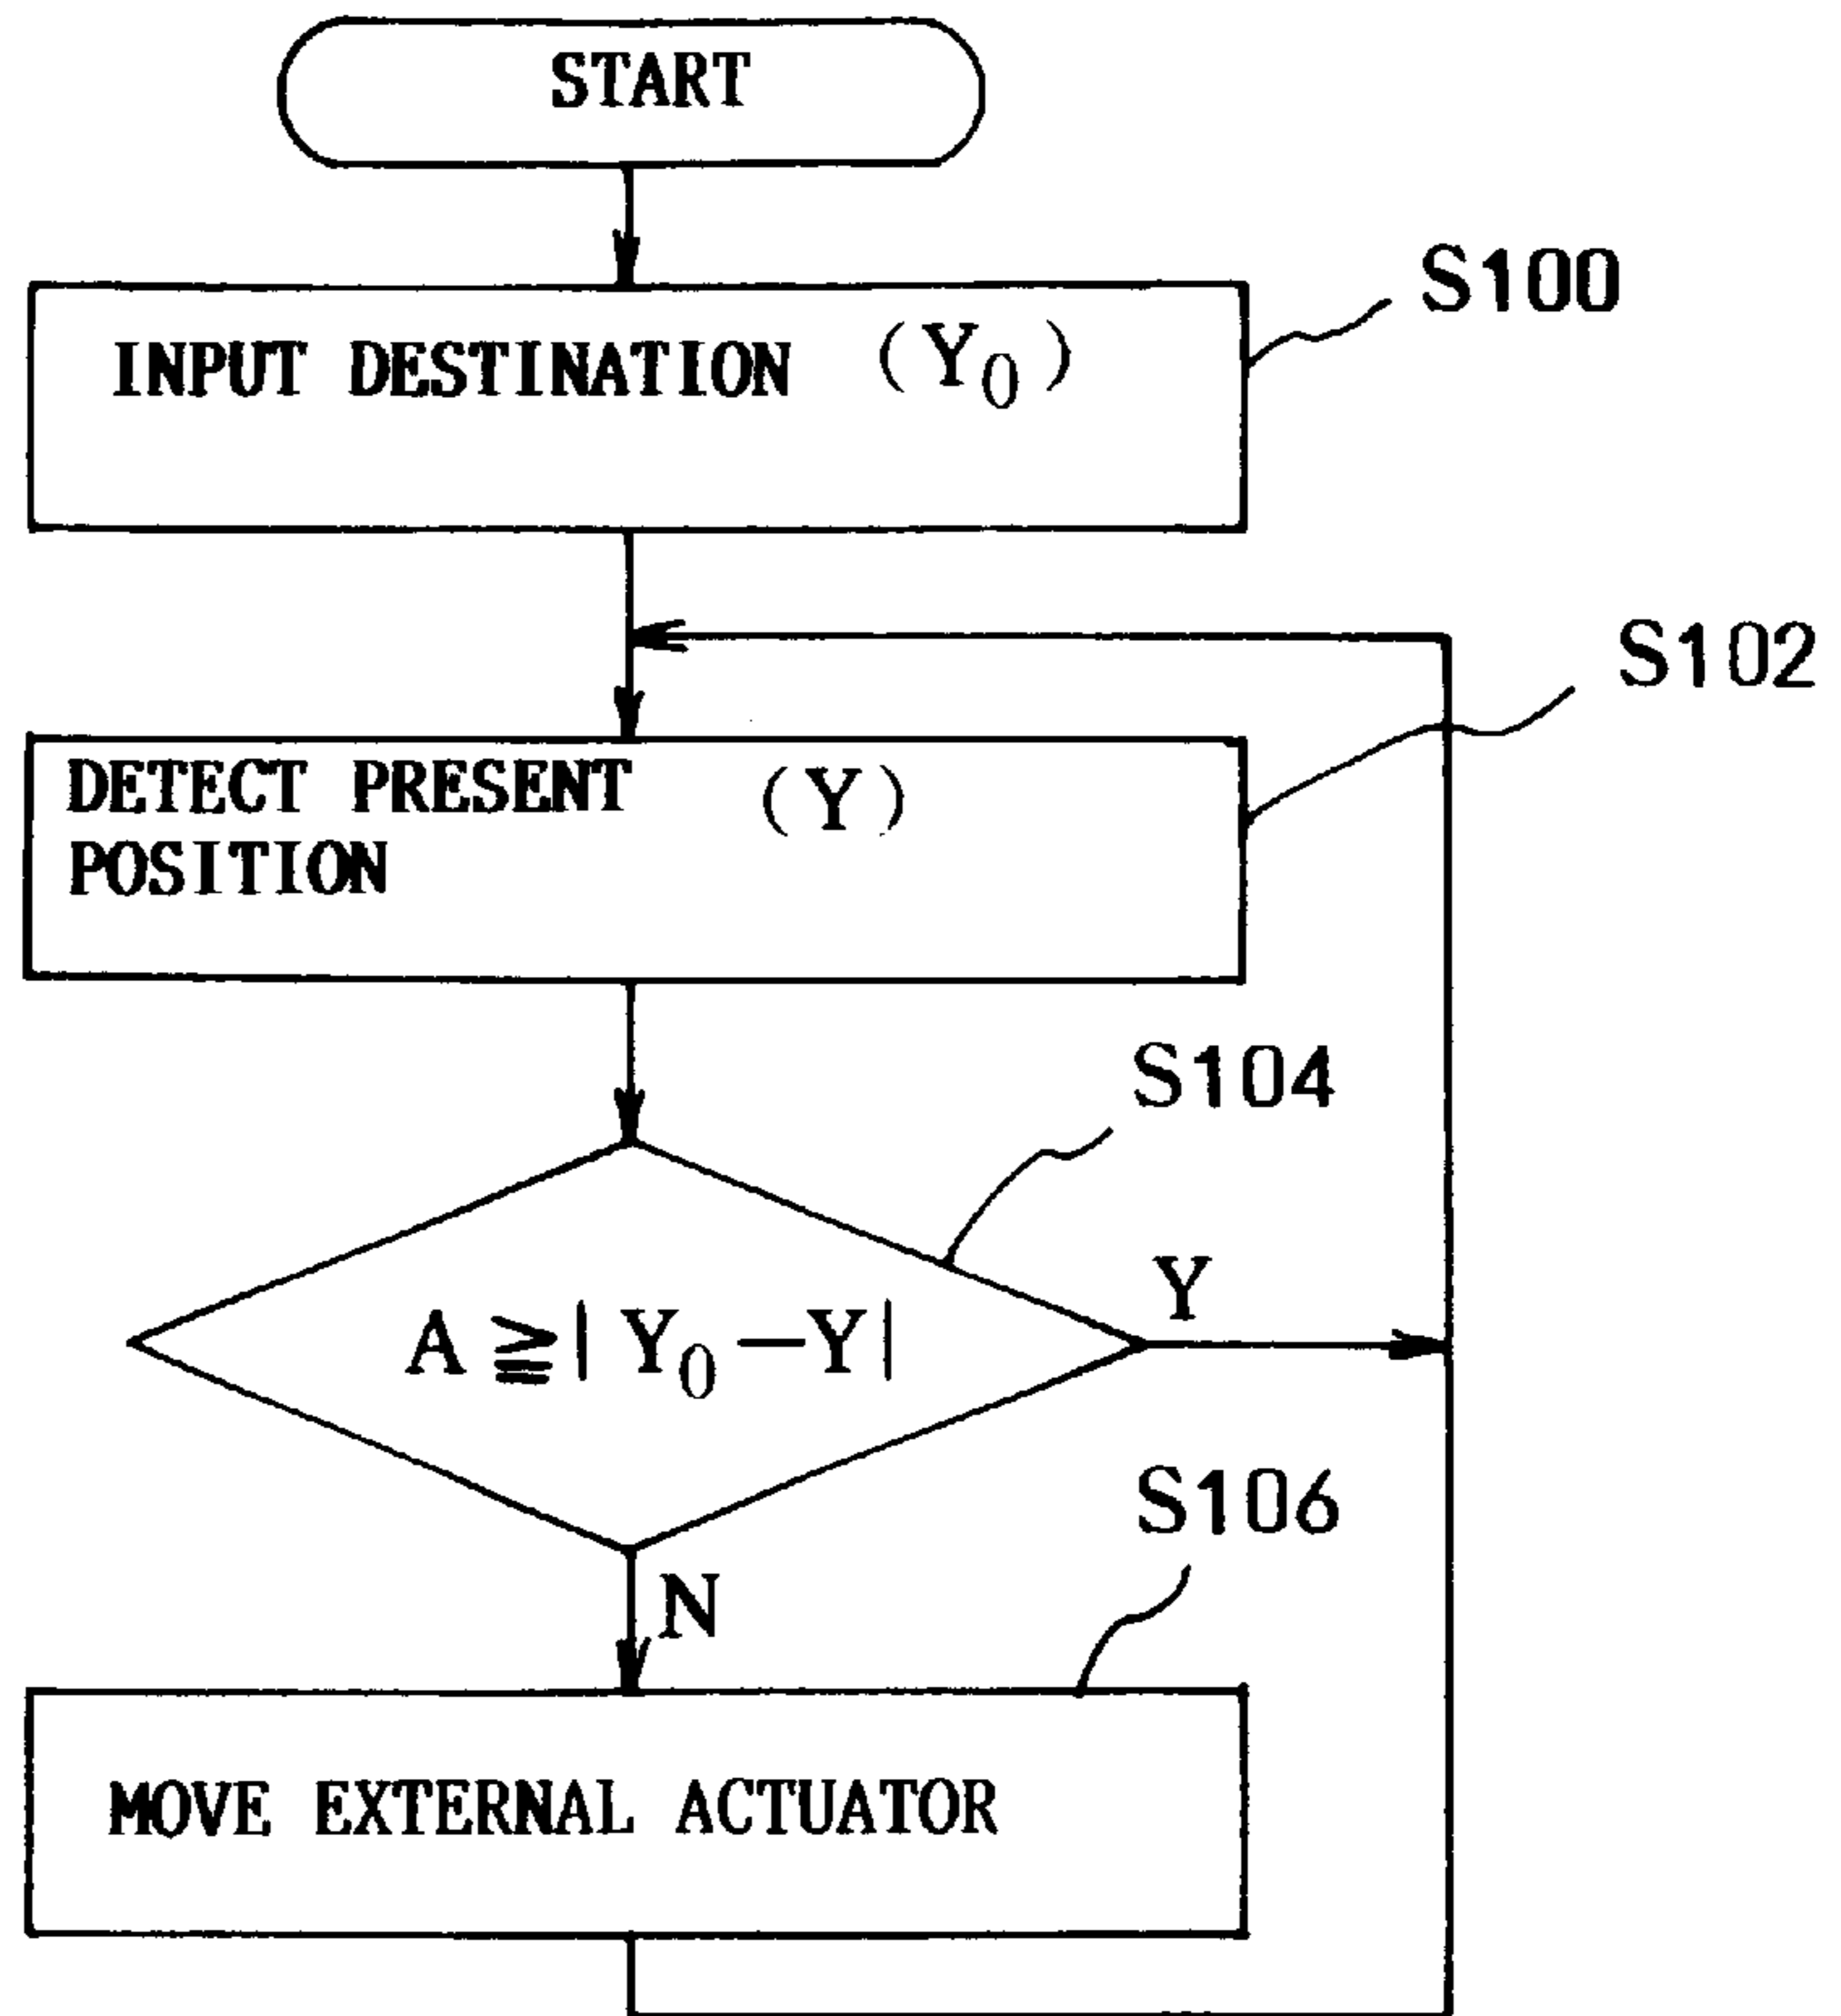 START
S100
INPUT DESTINATION (Y₀)
S102
DETECT PRESENT (Y)
POSITION
S104
Y
A ≧ | Y₀ − Y |
S106
N
MOVE EXTERNAL ACTUATOR